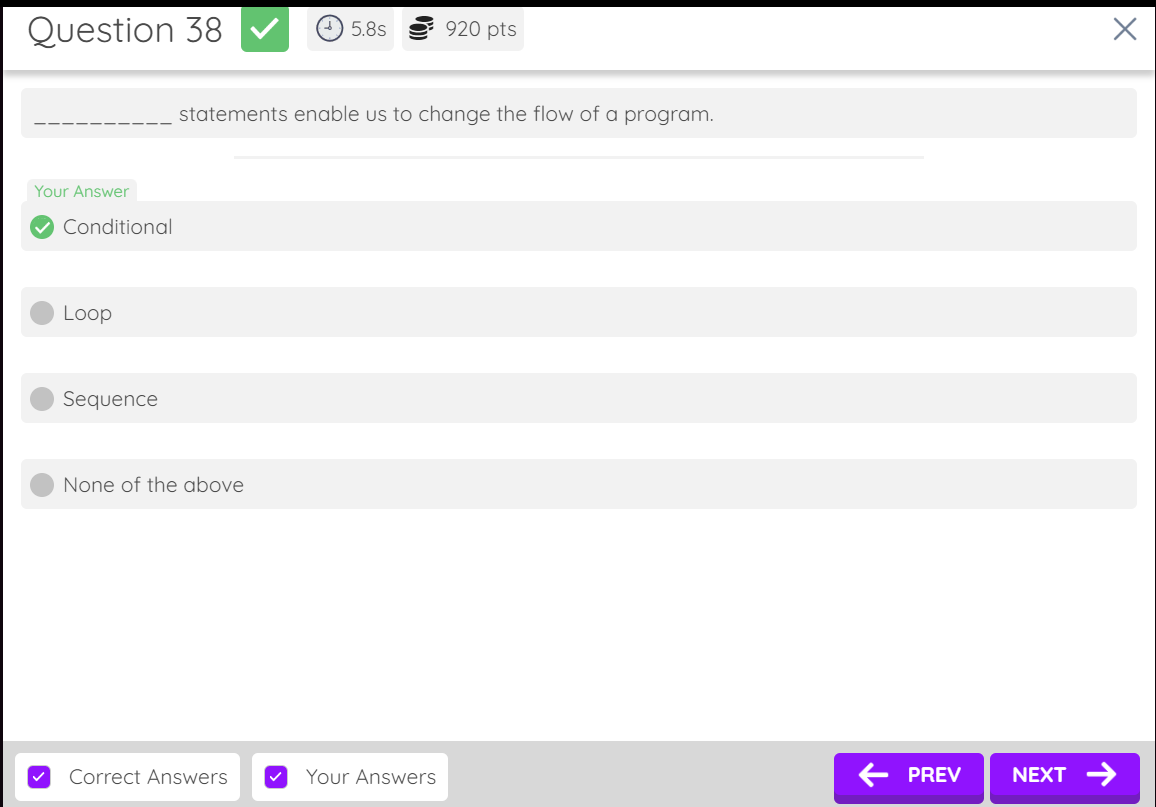 Question 38
5.8s
920 pts
__________ statements enable us to change the flow of a program.
Your Answer
Conditional
Loop
Sequence
None of the above
Correct Answers
Your Answers
PREV
NEXT